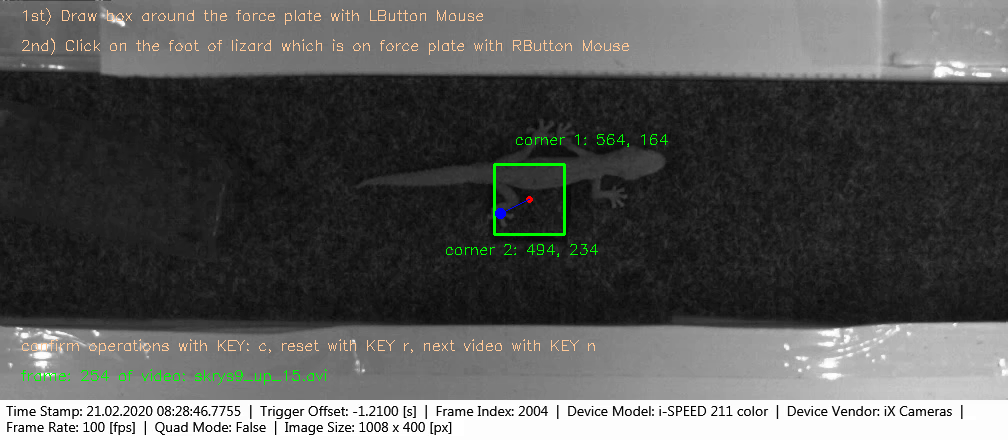 1st) Draw box around the force plate with LButton Mouse
2nd) Click on the foot of lizard which is on force plate with RButton Mouse
corner 1: 564, 164
corner 2: 494, 234
confirm operations with KEY: c, reset with KEY r, next video with KEY n
frame: 254 of video: skrys9_up_15.avi
Time Stamp: 21.02.2020 08:28:46.7755 | Trigger Offset: -1.2100 [s] | Frame Index: 2004 | Device Model: i-SPEED 211 color | Device Vendor: iX Cameras |
Frame Rate: 100 [fps] | Quad Mode: False | Image Size: 1008 x 400 [px]